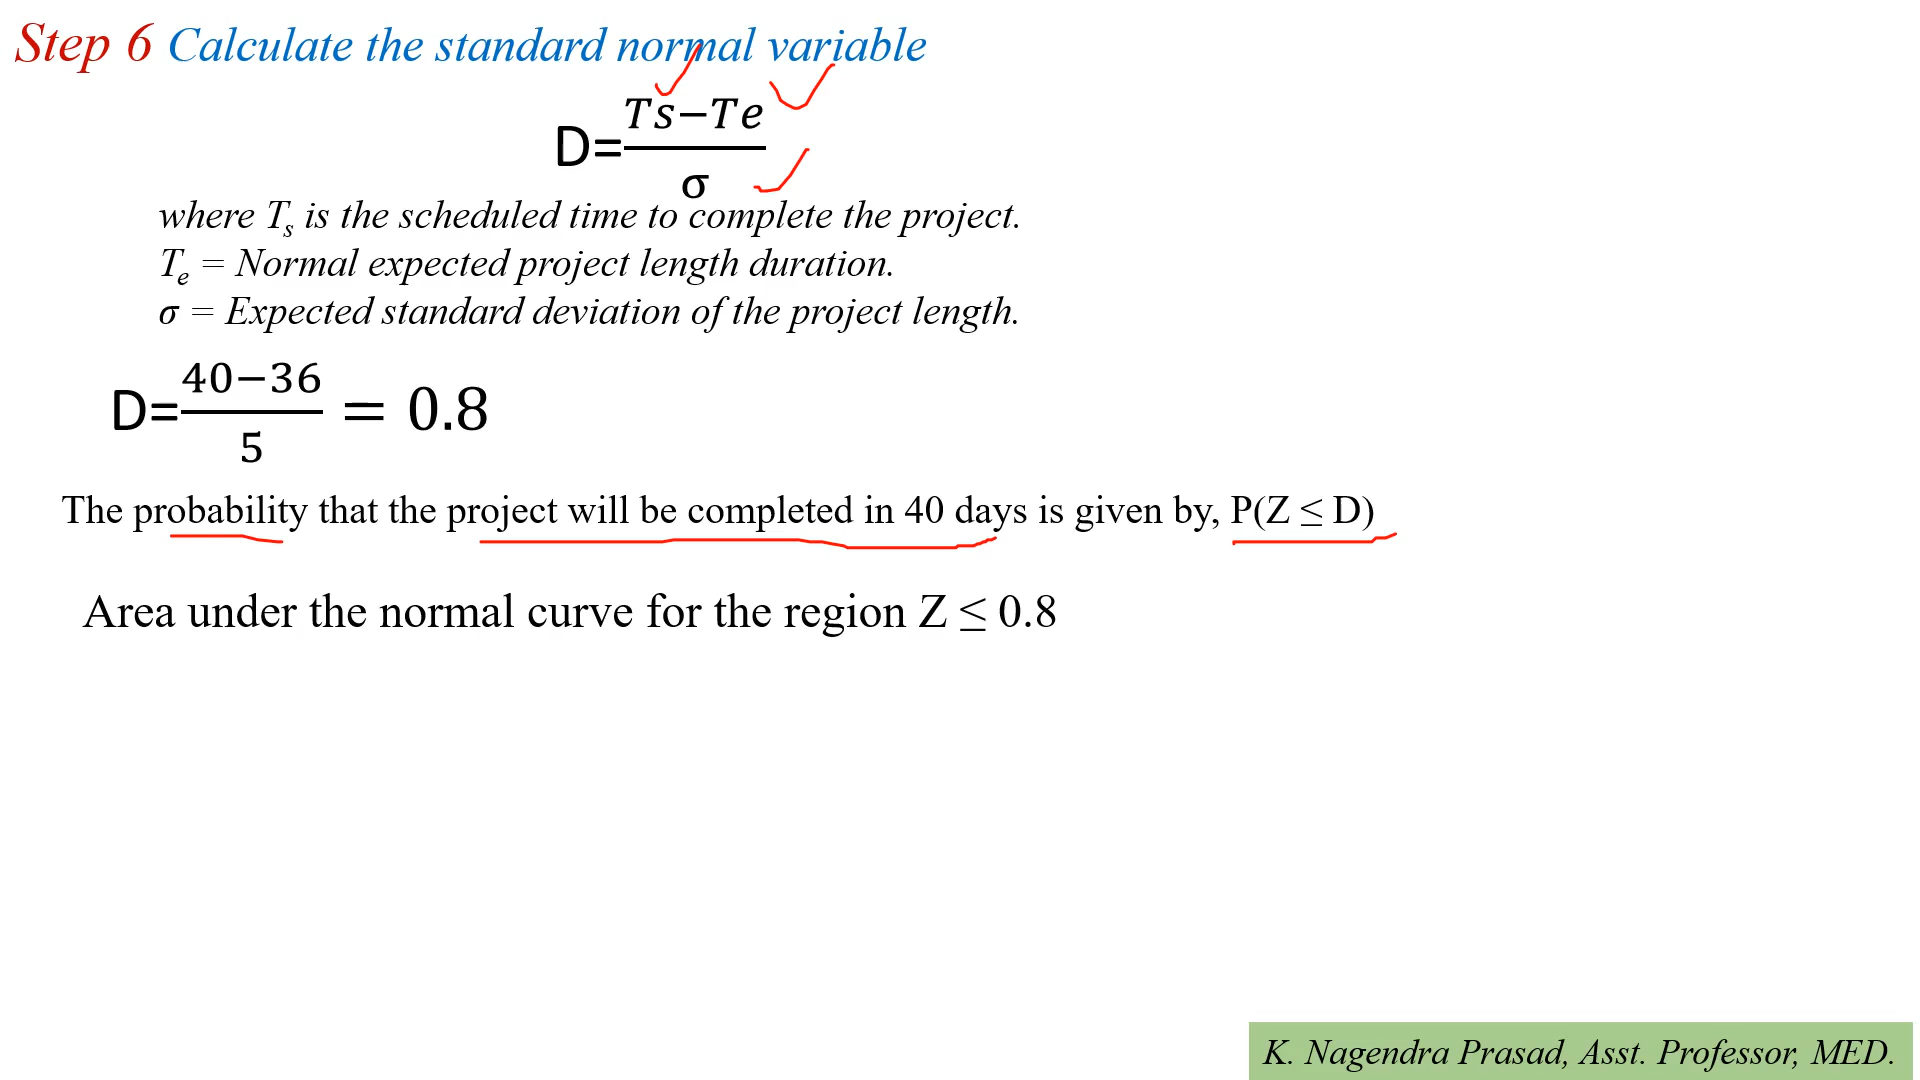 Step 6 Calculate the standard normal variable
D=Ts−Te/σ
where Ts is the scheduled time to complete the project.
Te = Normal expected project length duration.
σ = Expected standard deviation of the project length.
D=40−36/5 = 0.8
The probability that the project will be completed in 40 days is given by, P(Z ≤ D)
Area under the normal curve for the region Z ≤ 0.8
K. Nagendra Prasad, Asst. Professor, MED.